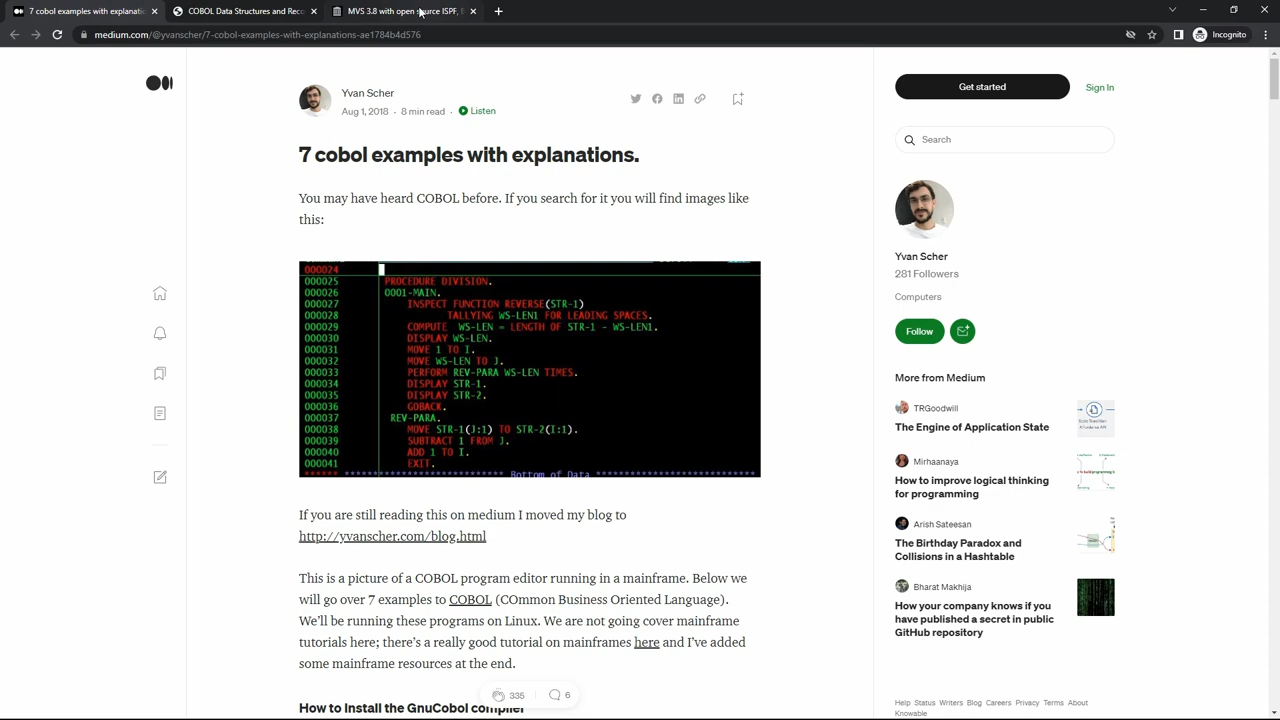 7 cobol examples with explanatio
COBOL Data Structures and Reco
MVS 3.8 with open source ISPF, E
medium.com/@yvanscher/7-cobol-examples-with-explanations-ae1784b4d576
Incognito
Yvan Scher
Aug 1, 2018 · 8 min read · Listen
7 cobol examples with explanations.
You may have heard COBOL before. If you search for it you will find images like
this:
000024
000025 PROCEDURE DIVISION.
000026 0001-MAIN.
000027 INSPECT FUNCTION REVERSE(STR-1)
000028 TALLYING WS-LEN1 FOR LEADING SPACES.
000029 COMPUTE WS-LEN = LENGTH OF STR-1 - WS-LEN1.
000030 DISPLAY WS-LEN.
000031 MOVE 1 TO I.
000032 MOVE WS-LEN TO J.
000033 PERFORM REV-PARA WS-LEN TIMES.
000034 DISPLAY STR-1.
000035 DISPLAY STR-2.
000036 GOBACK.
000037 REV-PARA.
000038 MOVE STR-1(J:1) TO STR-2(I:1).
000039 SUBTRACT 1 FROM J.
000040 ADD 1 TO I.
000041 EXIT.
Bottom of Data
If you are still reading this on medium I moved my blog to
http://yvanscher.com/blog.html
This is a picture of a COBOL program editor running in a mainframe. Below we
will go over 7 examples to COBOL (COmmon Business Oriented Language).
We'll be running these programs on Linux. We are not going cover mainframe
tutorials here; there's a really good tutorial on mainframes here and I've added
some mainframe resources at the end.
335
6
How to Install the GnuCobol compiler
Get started
Sign In
Search
Yvan Scher
281 Followers
Computers
Follow
More from Medium
TRGoodwill
The Engine of Application State
Mirhaanaya
How to improve logical thinking
for programming
Arish Sateesan
The Birthday Paradox and
Collisions in a Hashtable
Bharat Makhija
How your company knows if you
have published a secret in public
GitHub repository
Help Status Writers Blog Careers Privacy Terms About
Knowable